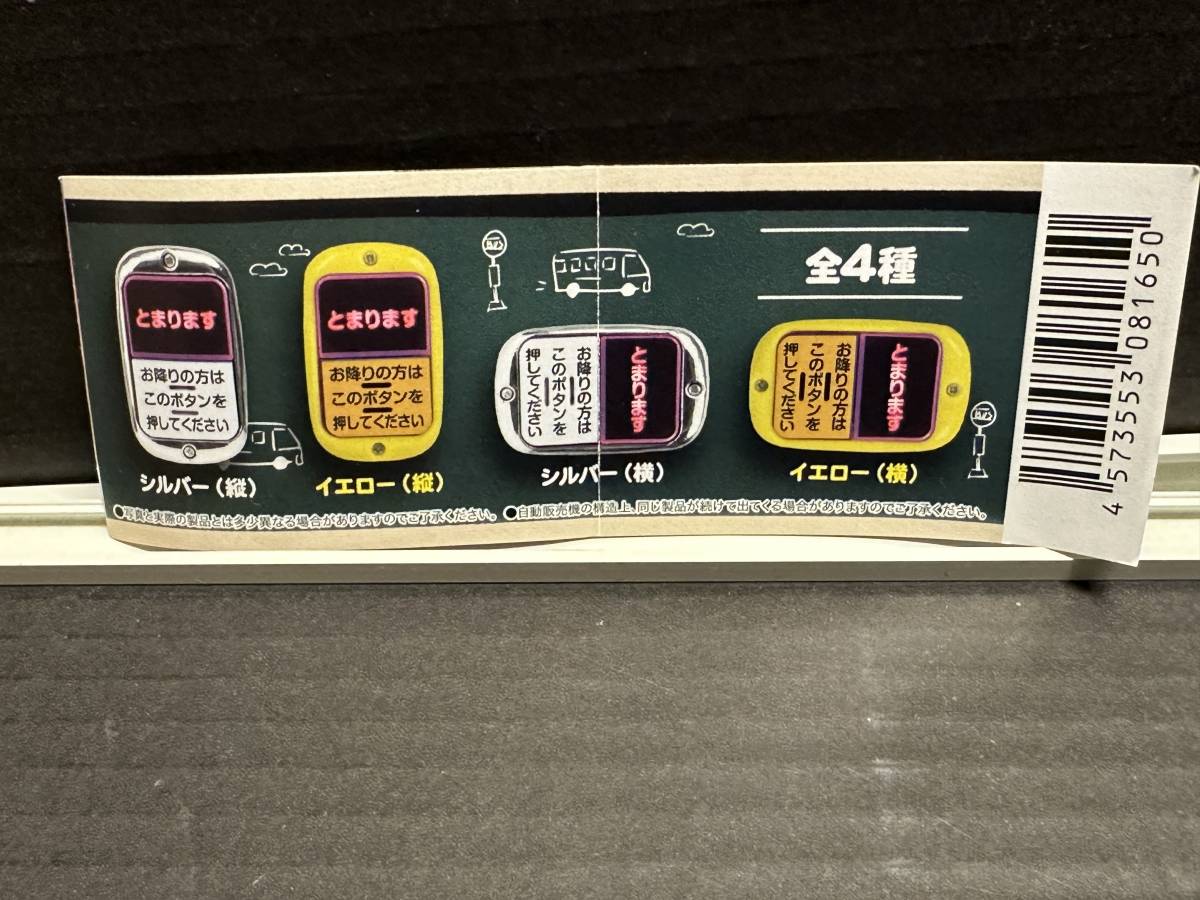 全4種
とまります
お降りの方は
このボタンを
押してください
シルバー（縦）
とまります
お降りの方は
このボタンを
押してください
イエロー（縦）
とまります
お降りの方は
このボタンを
押してください
シルバー（横）
とまります
お降りの方は
このボタンを
押してください
イエロー（横）
●写真と実際の製品とは多少異なる場合がありますのでご了承ください。 ●自動販売機の構造上、同じ製品が続けて出てくる場合がありますのでご了承ください。
4 573553 081650